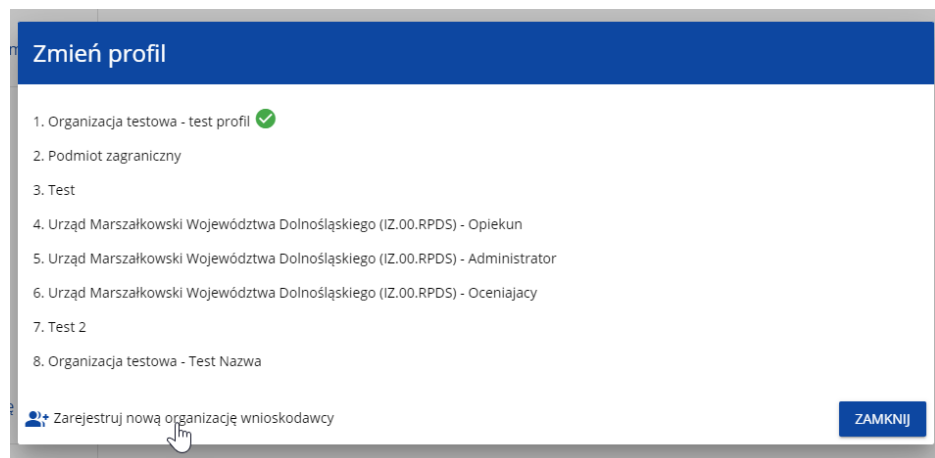 Zmień profil
1. Organizacja testowa - test profil
2. Podmiot zagraniczny
3. Test
4. Urząd Marszałkowski Województwa Dolnośląskiego (IZ.00.RPDS) - Opiekun
5. Urząd Marszałkowski Województwa Dolnośląskiego (IZ.00.RPDS) - Administrator
6. Urząd Marszałkowski Województwa Dolnośląskiego (IZ.00.RPDS) - Oceniajacy
7. Test 2
8. Organizacja testowa - Test Nazwa
Zarejestruj nową organizację wnioskodawcy
ZAMKNIJ